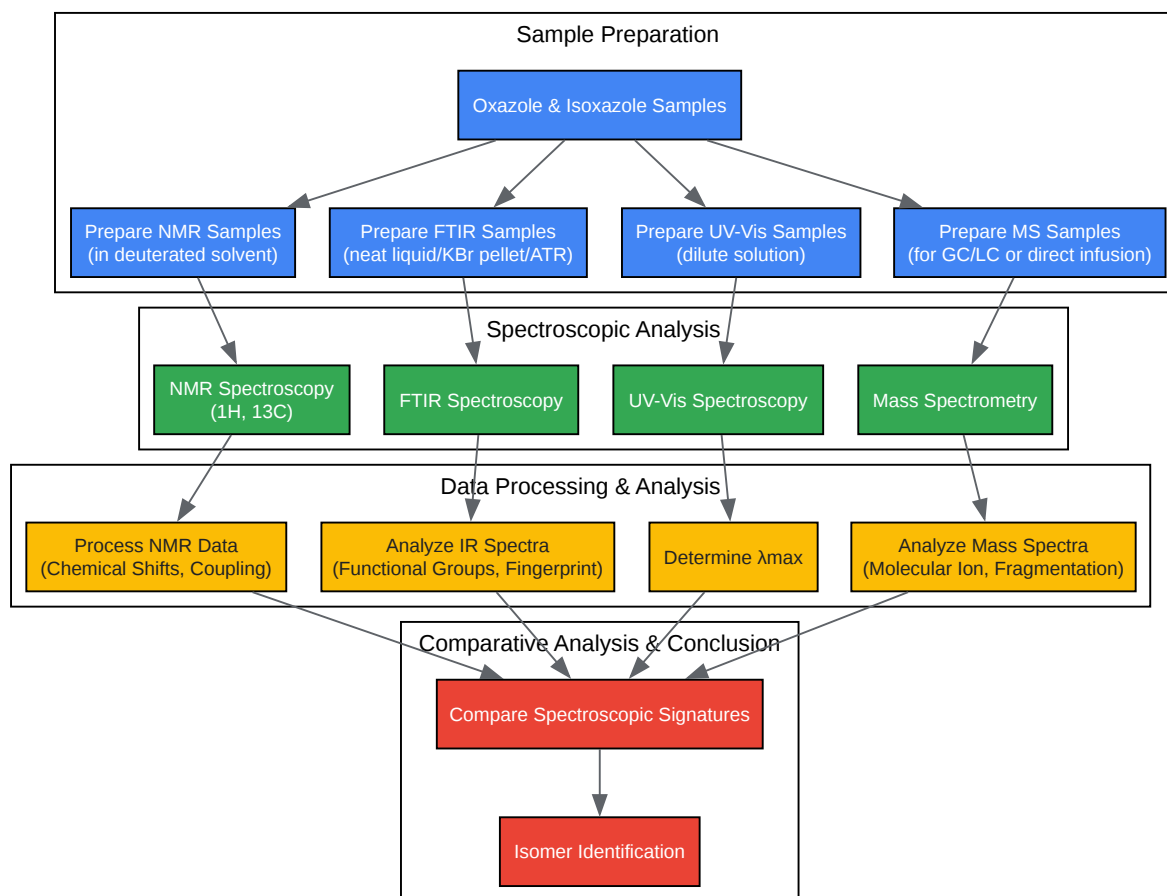 Sample Preparation
Oxazole & Isoxazole Samples
Prepare NMR Samples
(in deuterated solvent)
Prepare FTIR Samples
(neat liquid/KBr pellet/ATR)
Prepare UV-Vis Samples
(dilute solution)
Prepare MS Samples
(for GC/LC or direct infusion)
Spectroscopic Analysis
NMR Spectroscopy
(1H, 13C)
FTIR Spectroscopy
UV-Vis Spectroscopy
Mass Spectrometry
Data Processing & Analysis
Process NMR Data
(Chemical Shifts, Coupling)
Analyze IR Spectra
(Functional Groups, Fingerprint)
Determine λmax
Analyze Mass Spectra
(Molecular Ion, Fragmentation)
Comparative Analysis & Conclusion
Compare Spectroscopic Signatures
Isomer Identification